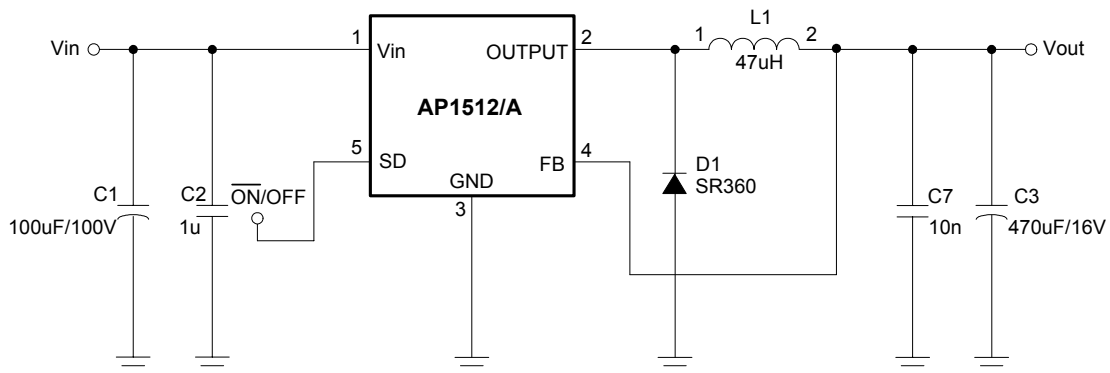 L1
Vin
1
Vin
OUTPUT
2
1
2
Vout
47uH
AP1512/A
5
SD
FB
4
D1
SR360
GND
3
C1
100uF/100V
C2
1u
ON/OFF
C7
10n
C3
470uF/16V